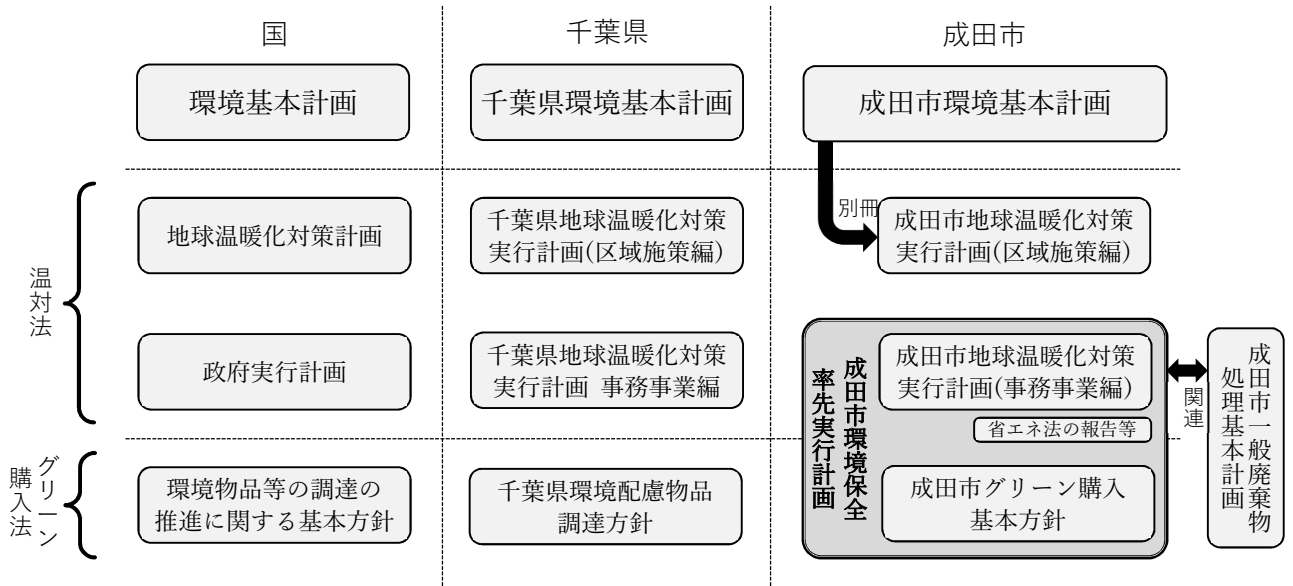 国
千葉県
成田市
環境基本計画
千葉県環境基本計画
成田市環境基本計画
温対法
地球温暖化対策計画
千葉県地球温暖化対策
実行計画(区域施策編)
別冊
成田市地球温暖化対策
実行計画(区域施策編)
政府実行計画
千葉県地球温暖化対策
実行計画 事務事業編
成田市環境保全
率先実行計画
成田市地球温暖化対策
実行計画(事務事業編)
省エネ法の報告等
関連
成田市一般廃棄物
処理基本計画
グリーン
購入法
環境物品等の調達の
推進に関する基本方針
千葉県環境配慮物品
調達方針
成田市グリーン購入
基本方針